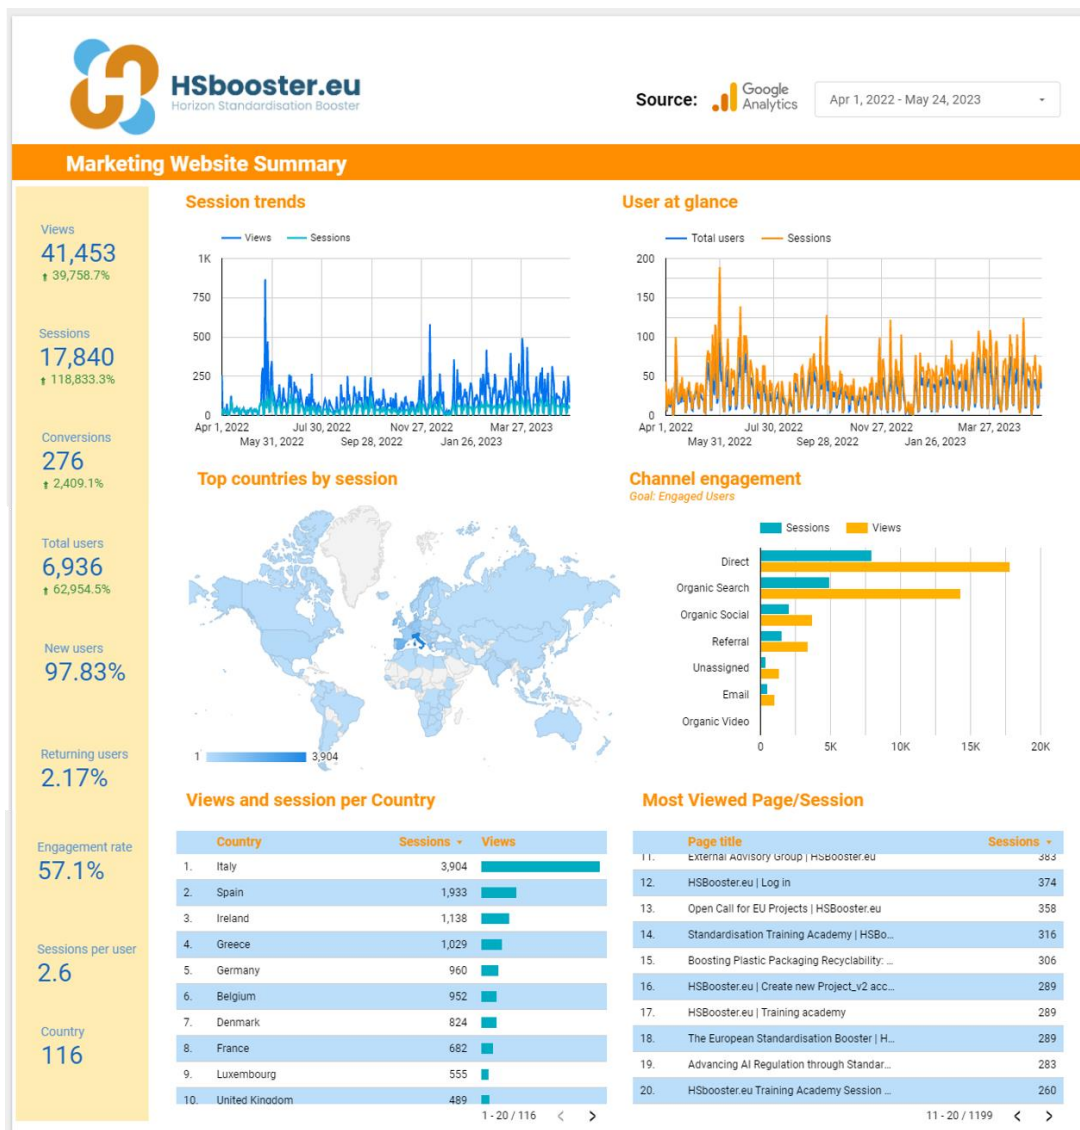 HSbooster.eu
Horizon Standardisation Booster
Source: Google Analytics
Apr 1, 2022 - May 24, 2023
Marketing Website Summary
Views
41,453
39,758.7%
Sessions
17,840
118,833.3%
Conversions
276
2,409.1%
Total users
6,936
62,954.5%
New users
97.83%
Returning users
2.17%
Engagement rate
57.1%
Sessions per user
2.6
Country
116
Session trends
Views Sessions
1K
750
500
250
0
Apr 1, 2022 Jul 30, 2022 Nov 27, 2022 Mar 27, 2023
May 31, 2022 Sep 28, 2022 Jan 26, 2023
User at glance
Total users Sessions
200
150
100
50
0
Apr 1, 2022 Jul 30, 2022 Nov 27, 2022 Mar 27, 2023
May 31, 2022 Sep 28, 2022 Jan 26, 2023
Top countries by session
1 3,904
Channel engagement
Goal: Engaged Users
Sessions Views
Direct
Organic Search
Organic Social
Referral
Unassigned
Email
Organic Video
0 5K 10K 15K 20K
Views and session per Country
Country Sessions Views
1. Italy 3,904
2. Spain 1,933
3. Ireland 1,138
4. Greece 1,029
5. Germany 960
6. Belgium 952
7. Denmark 824
8. France 682
9. Luxembourg 555
10. United Kingdom 489
1 - 20 / 116 < >
Most Viewed Page/Session
Page title Sessions
11. External Advisory Group | HSBooster.eu 383
12. HSBooster.eu | Log in 374
13. Open Call for EU Projects | HSBooster.eu 358
14. Standardisation Training Academy | HSBo... 316
15. Boosting Plastic Packaging Recyclability: ... 306
16. HSBooster.eu | Create new Project_v2 acc... 289
17. HSBooster.eu | Training academy 289
18. The European Standardisation Booster | H... 289
19. Advancing AI Regulation through Standar... 283
20. HSbooster.eu Training Academy Session ... 260
11 - 20 / 1199 < >